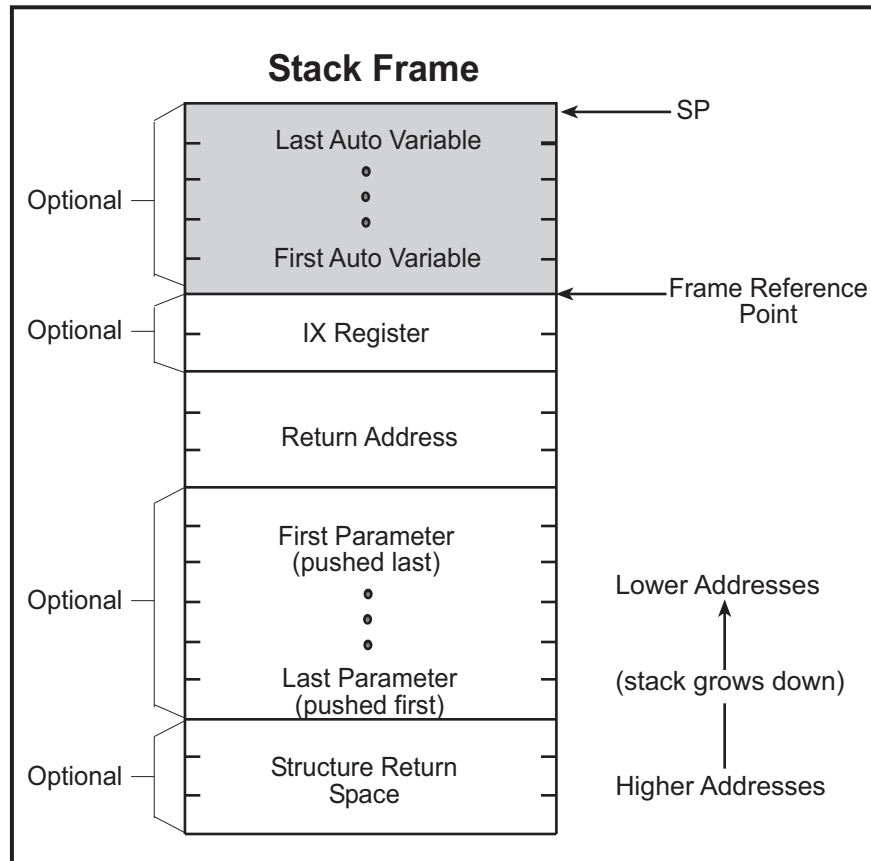 Stack Frame
SP
Last Auto Variable
Optional
First Auto Variable
Frame Reference
Point
Optional
IX Register
Return Address
First Parameter
(pushed last)
Optional
Lower Addresses
Last Parameter
(pushed first)
(stack grows down)
Optional
Structure Return
Space
Higher Addresses